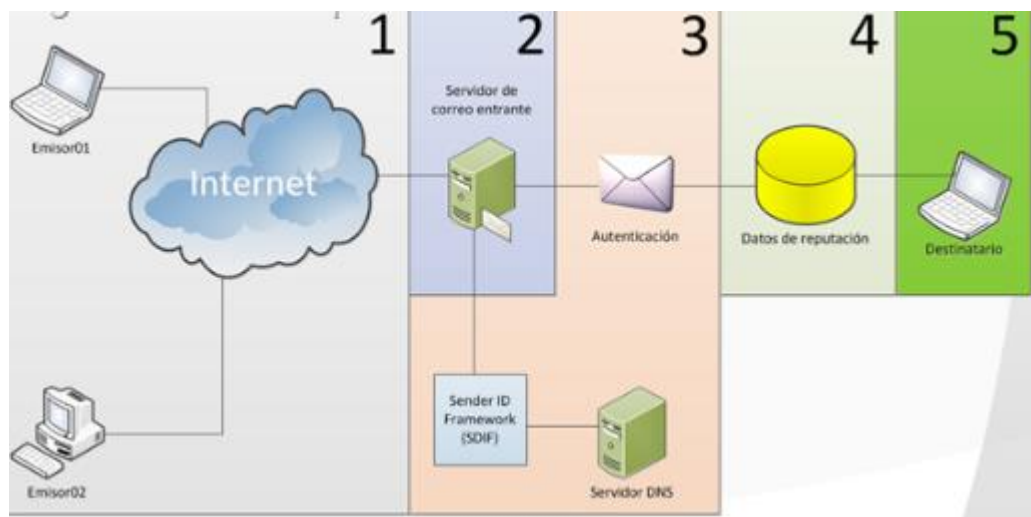 1
2
3
4
5
Emisor01
Internet
Emisor02
Servidor de
correo entrante
Autenticación
Datos de reputación
Destinatario
Sender ID
Framework
(SDIF)
Servidor DNS